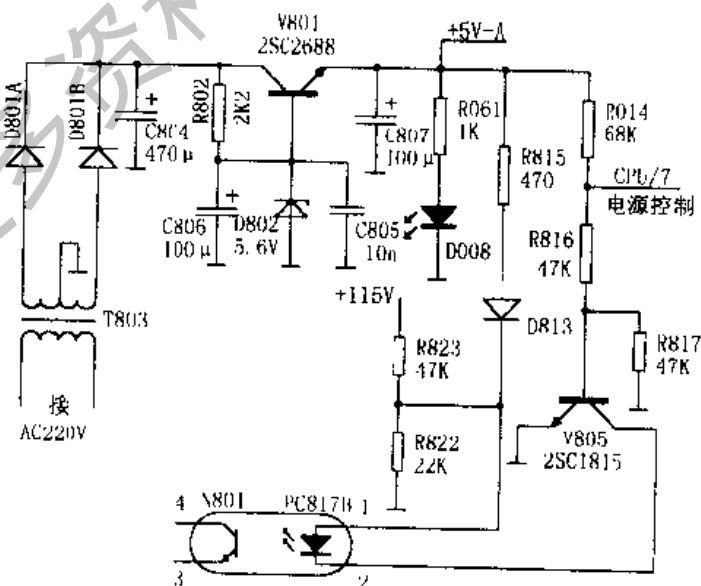 V801
2SC2688
+5V-A
D801A
D801B
+
C804
470μ
R802
2K2
+
C807
100μ
R061
1K
R014
68K
R815
470
CPU/7
电源控制
+
C806
100μ
D802
5.6V
C805
10n
D008
R816
47K
+115V
T803
D813
R823
47K
R817
47K
接
AC220V
R822
22K
V805
2SC1815
4
N801
PC817B
1
3
2